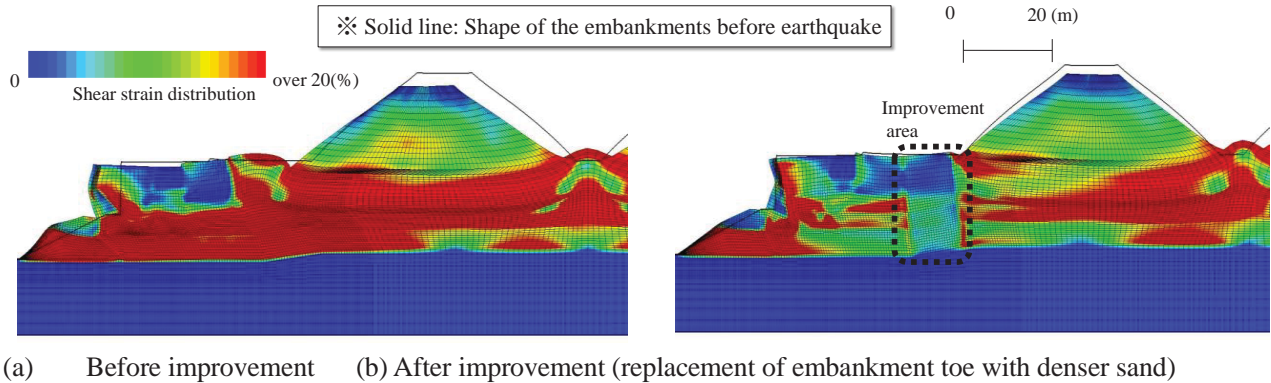 ※ Solid line: Shape of the embankments before earthquake
0 20 (m)
0 over 20(%)
Shear strain distribution
Improvement
area
(a) Before improvement (b) After improvement (replacement of embankment toe with denser sand)